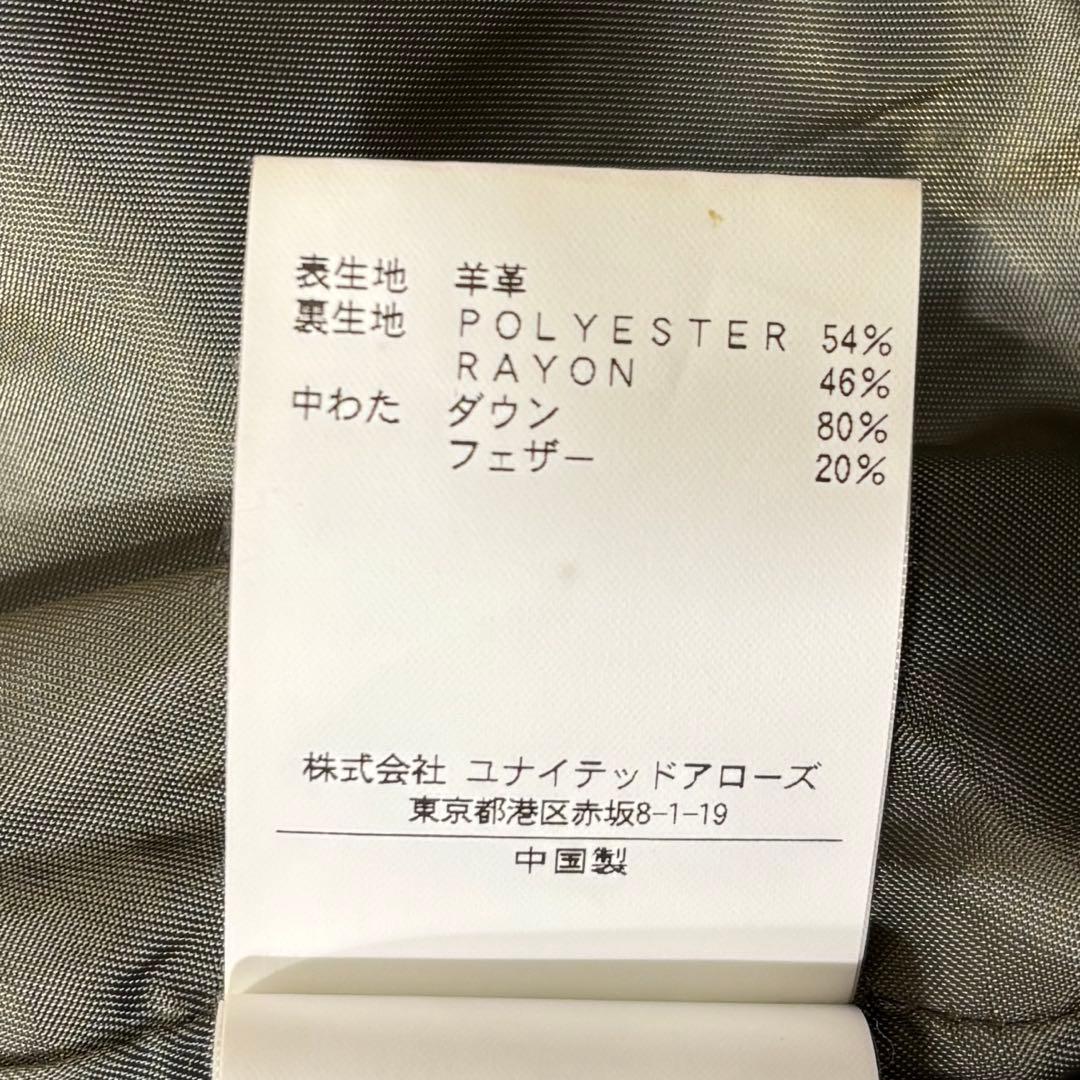 表生地 羊革
裏生地 POLYESTER 54%
RAYON 46%
中わた ダウン 80%
フェザー 20%
株式会社 ユナイテッドアローズ
東京都港区赤坂8-1-19
中国製